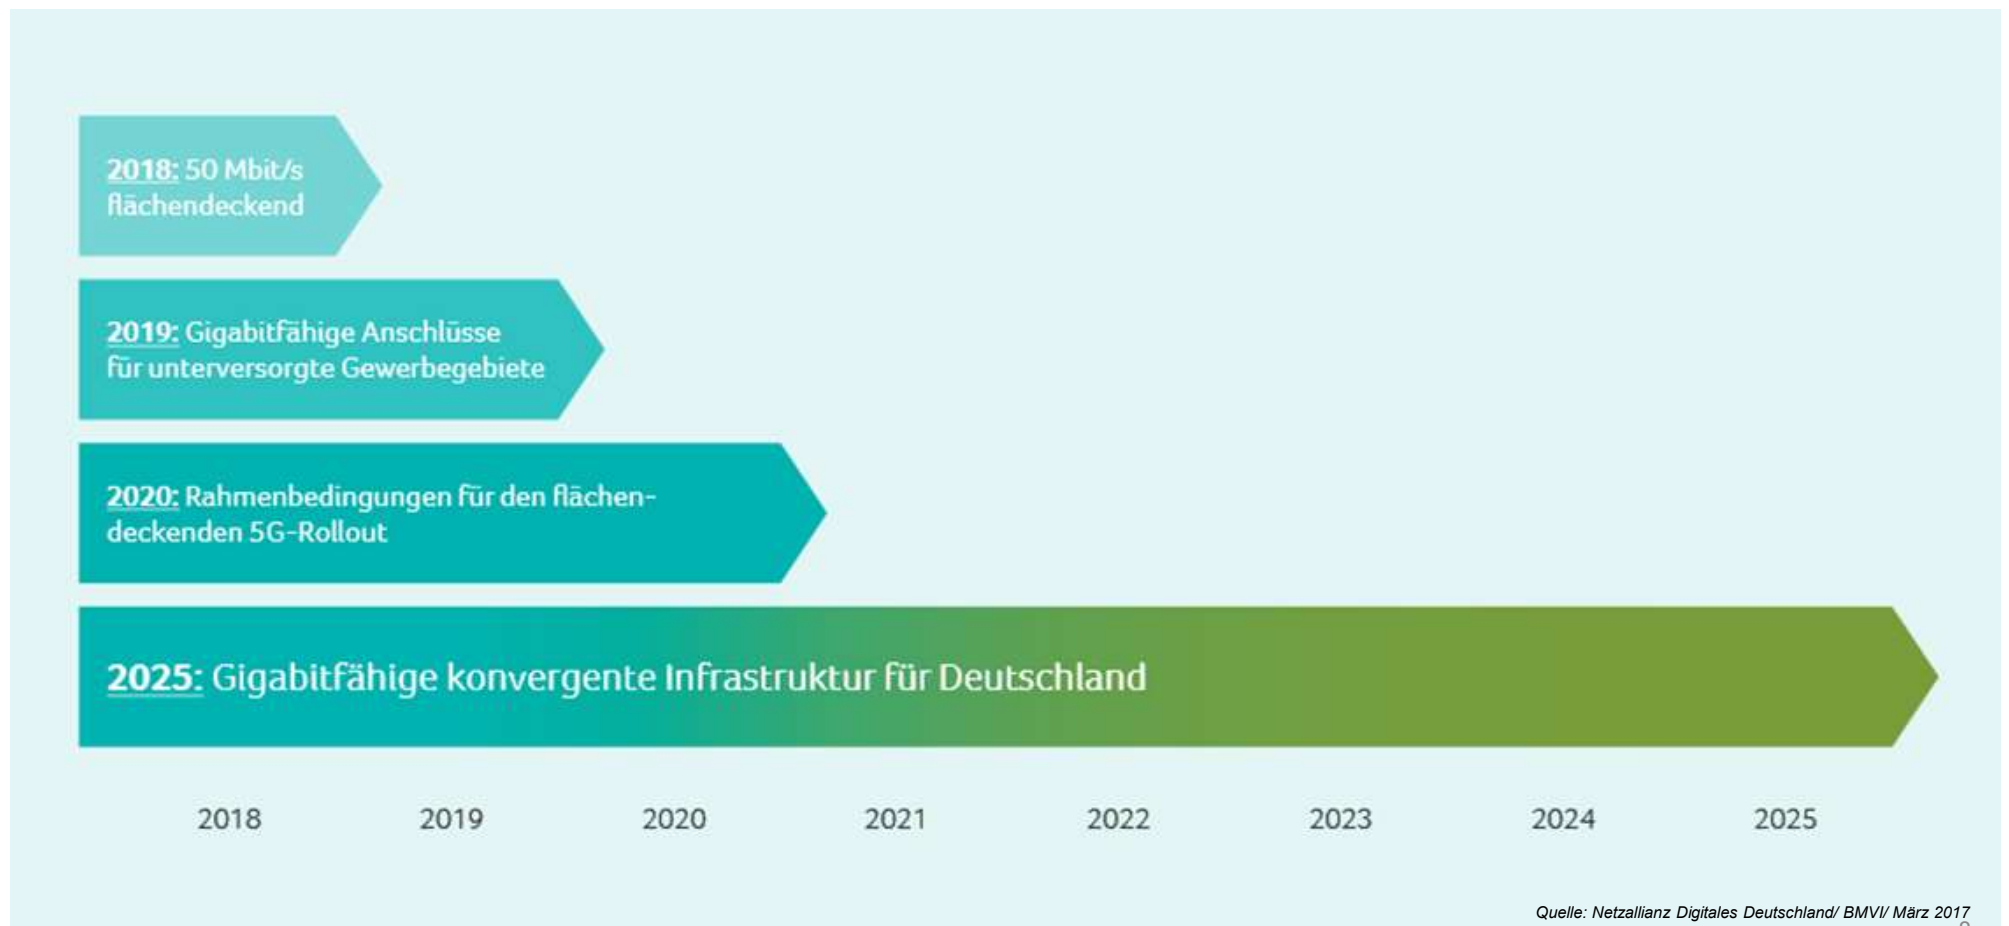 2018: 50 Mbit/s
flächendeckend
2019: Gigabitfähige Anschlüsse
für unterversorgte Gewerbegebiete
2020: Rahmenbedingungen für den flächen-
deckenden 5G-Rollout
2025: Gigabitfähige konvergente Infrastruktur für Deutschland
2018 2019 2020 2021 2022 2023 2024 2025
Quelle: Netzallianz Digitales Deutschland/ BMVI/ März 2017